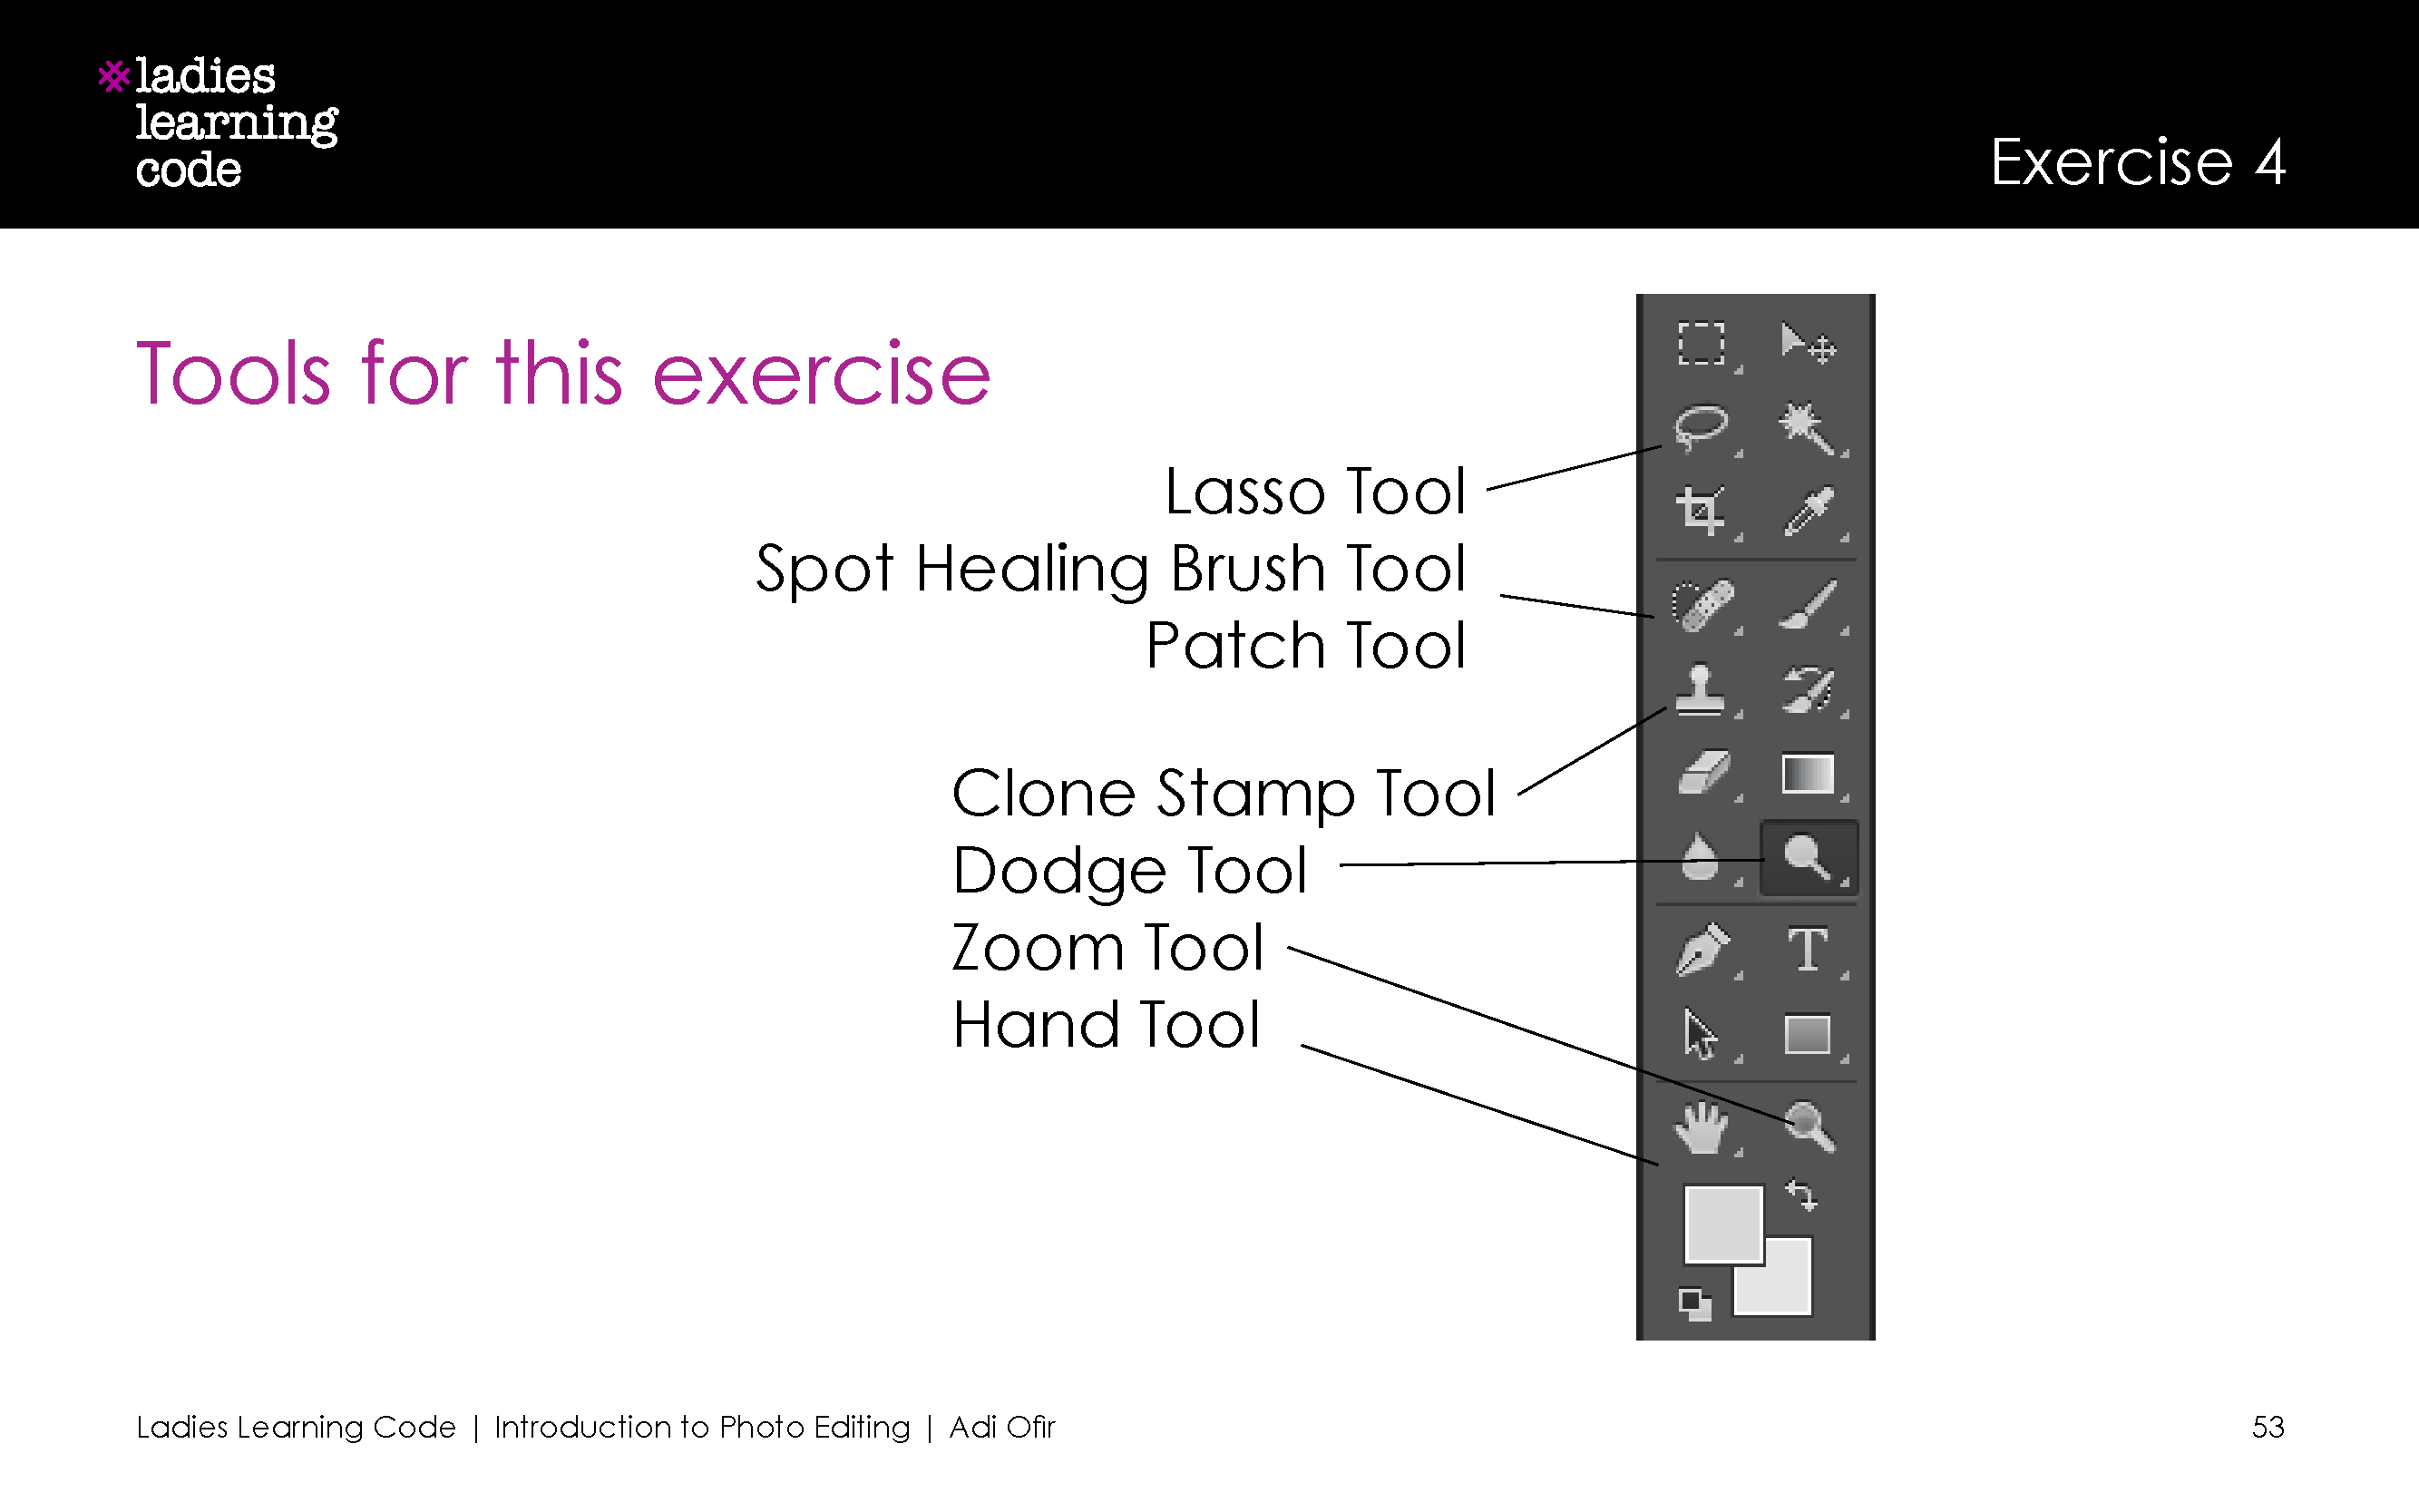 ladies
learning
code
Exercise 4
Tools for this exercise
Lasso Tool
Spot Healing Brush Tool
Patch Tool
Clone Stamp Tool
Dodge Tool
Zoom Tool
Hand Tool
T
Ladies Learning Code | Introduction to Photo Editing | Adi Ofir
53